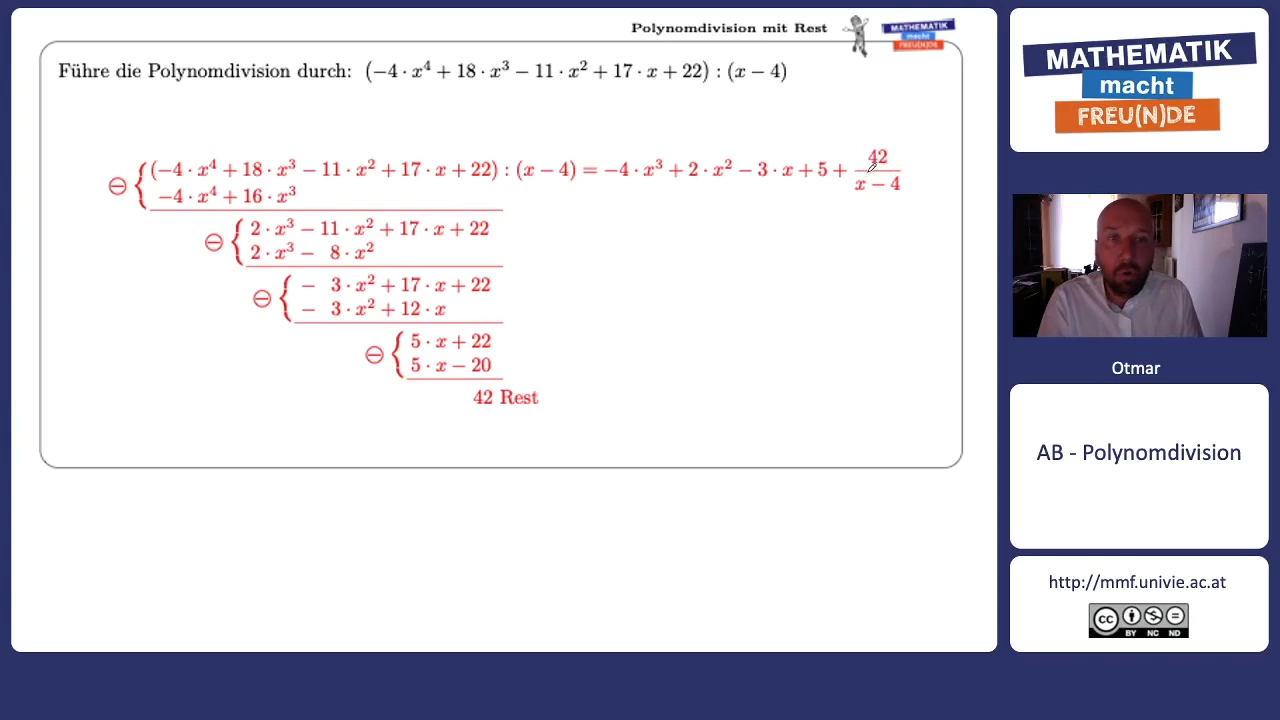 Polynomdivision mit Rest
MATHEMATIK
macht
FREU(N)DE
Führe die Polynomdivision durch: (−4 · x⁴ + 18 · x³ − 11 · x² + 17 · x + 22) : (x − 4)
⊖ { (−4 · x⁴ + 18 · x³ − 11 · x² + 17 · x + 22) : (x − 4) = −4 · x³ + 2 · x² − 3 · x + 5 + 42/(x − 4)
−4 · x⁴ + 16 · x³
⊖ { 2 · x³ − 11 · x² + 17 · x + 22
2 · x³ − 8 · x²
⊖ { − 3 · x² + 17 · x + 22
− 3 · x² + 12 · x
⊖ { 5 · x + 22
5 · x − 20
42 Rest
MATHEMATIK
macht
FREU(N)DE
Otmar
AB - Polynomdivision
http://mmf.univie.ac.at
cc
BY NC ND